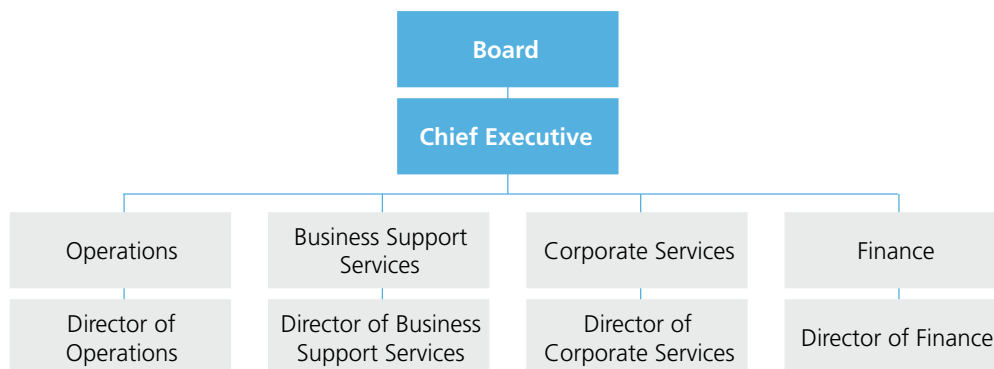 Board
Chief Executive
Operations
Business Support
Services
Corporate Services
Finance
Director of
Operations
Director of Business
Support Services
Director of
Corporate Services
Director of Finance